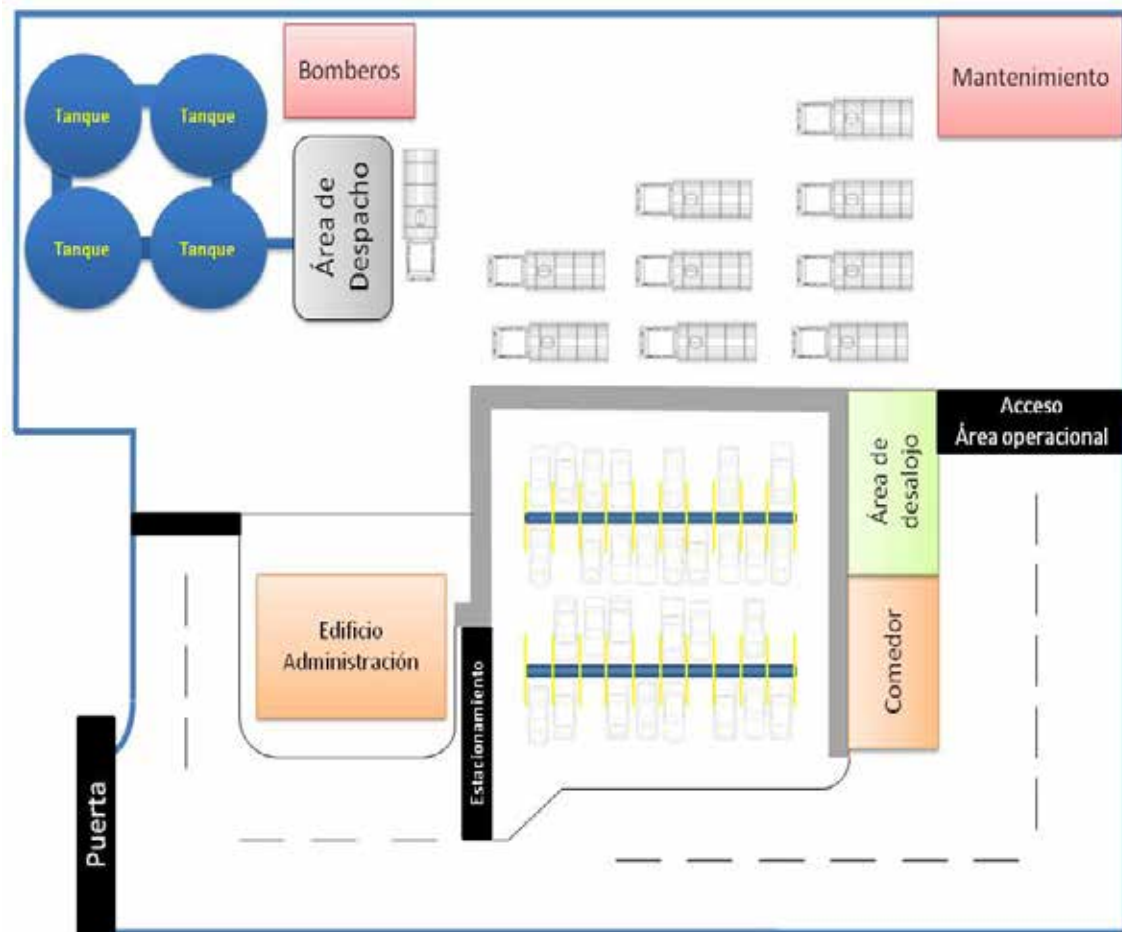 Bomberos
Mantenimiento
Tanque
Tanque
Tanque
Tanque
Área de
Despacho
Acceso
Área operacional
Área de
desalojo
Edificio
Administración
Estacionamiento
Comedor
Puerta